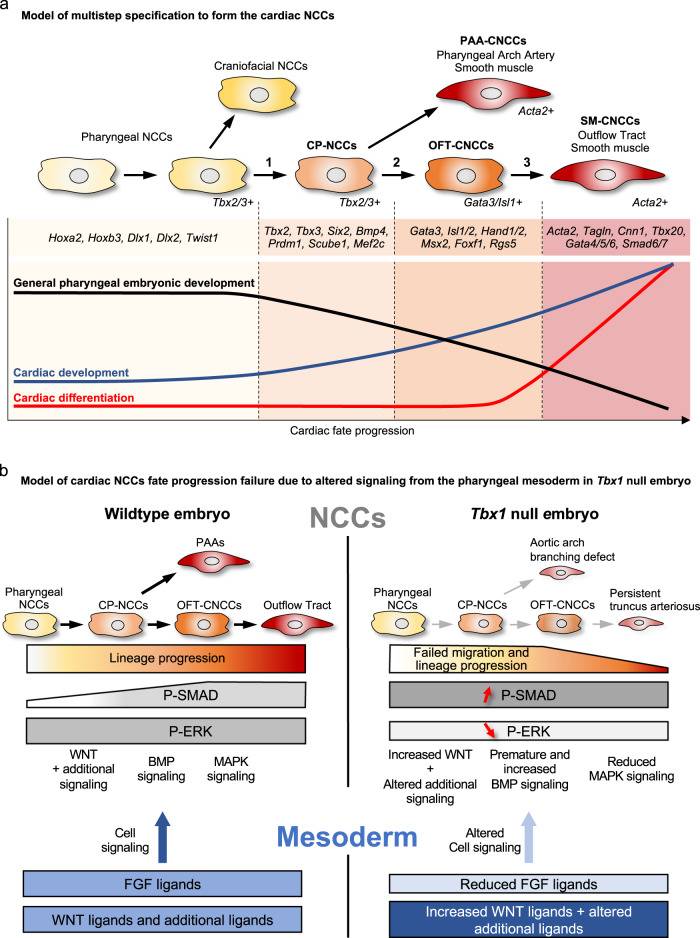 a
Model of multistep specification to form the cardiac NCCs
PAA-CNCCs
Pharyngeal Arch Artery
Smooth muscle
Craniofacial NCCs
Acta2+
SM-CNCCs
Outflow Tract
Smooth muscle
Pharyngeal NCCs
CP-NCCs
OFT-CNCCs
1
2
3
Tbx2/3+
Tbx2/3+
Gata3/Isl1+
Acta2+
Hoxa2, Hoxb3, Dlx1, Dlx2, Twist1
Tbx2, Tbx3, Six2, Bmp4,
Prdm1, Scube1, Mef2c
Gata3, Isl1/2, Hand1/2,
Msx2, Foxf1, Rgs5
Acta2, Tagln, Cnn1, Tbx20,
Gata4/5/6, Smad6/7
General pharyngeal embryonic development
Cardiac development
Cardiac differentiation
Cardiac fate progression
b
Model of cardiac NCCs fate progression failure due to altered signaling from the pharyngeal mesoderm in Tbx1 null embryo
Wildtype embryo
NCCs
Tbx1 null embryo
PAAs
Pharyngeal
NCCs
CP-NCCs
OFT-CNCCs
Outflow Tract
Aortic arch
branching defect
Pharyngeal
NCCs
CP-NCCs
OFT-CNCCs
Persistent
truncus arteriosus
Lineage progression
Failed migration and
lineage progression
P-SMAD
P-SMAD
P-ERK
P-ERK
WNT
+ additional
signaling
BMP
signaling
MAPK
signaling
Increased WNT
+
Altered additional
signaling
Premature and
increased
BMP signaling
Reduced
MAPK signaling
Cell
signaling
Mesoderm
Altered
Cell signaling
FGF ligands
Reduced FGF ligands
WNT ligands and additional ligands
Increased WNT ligands + altered
additional ligands